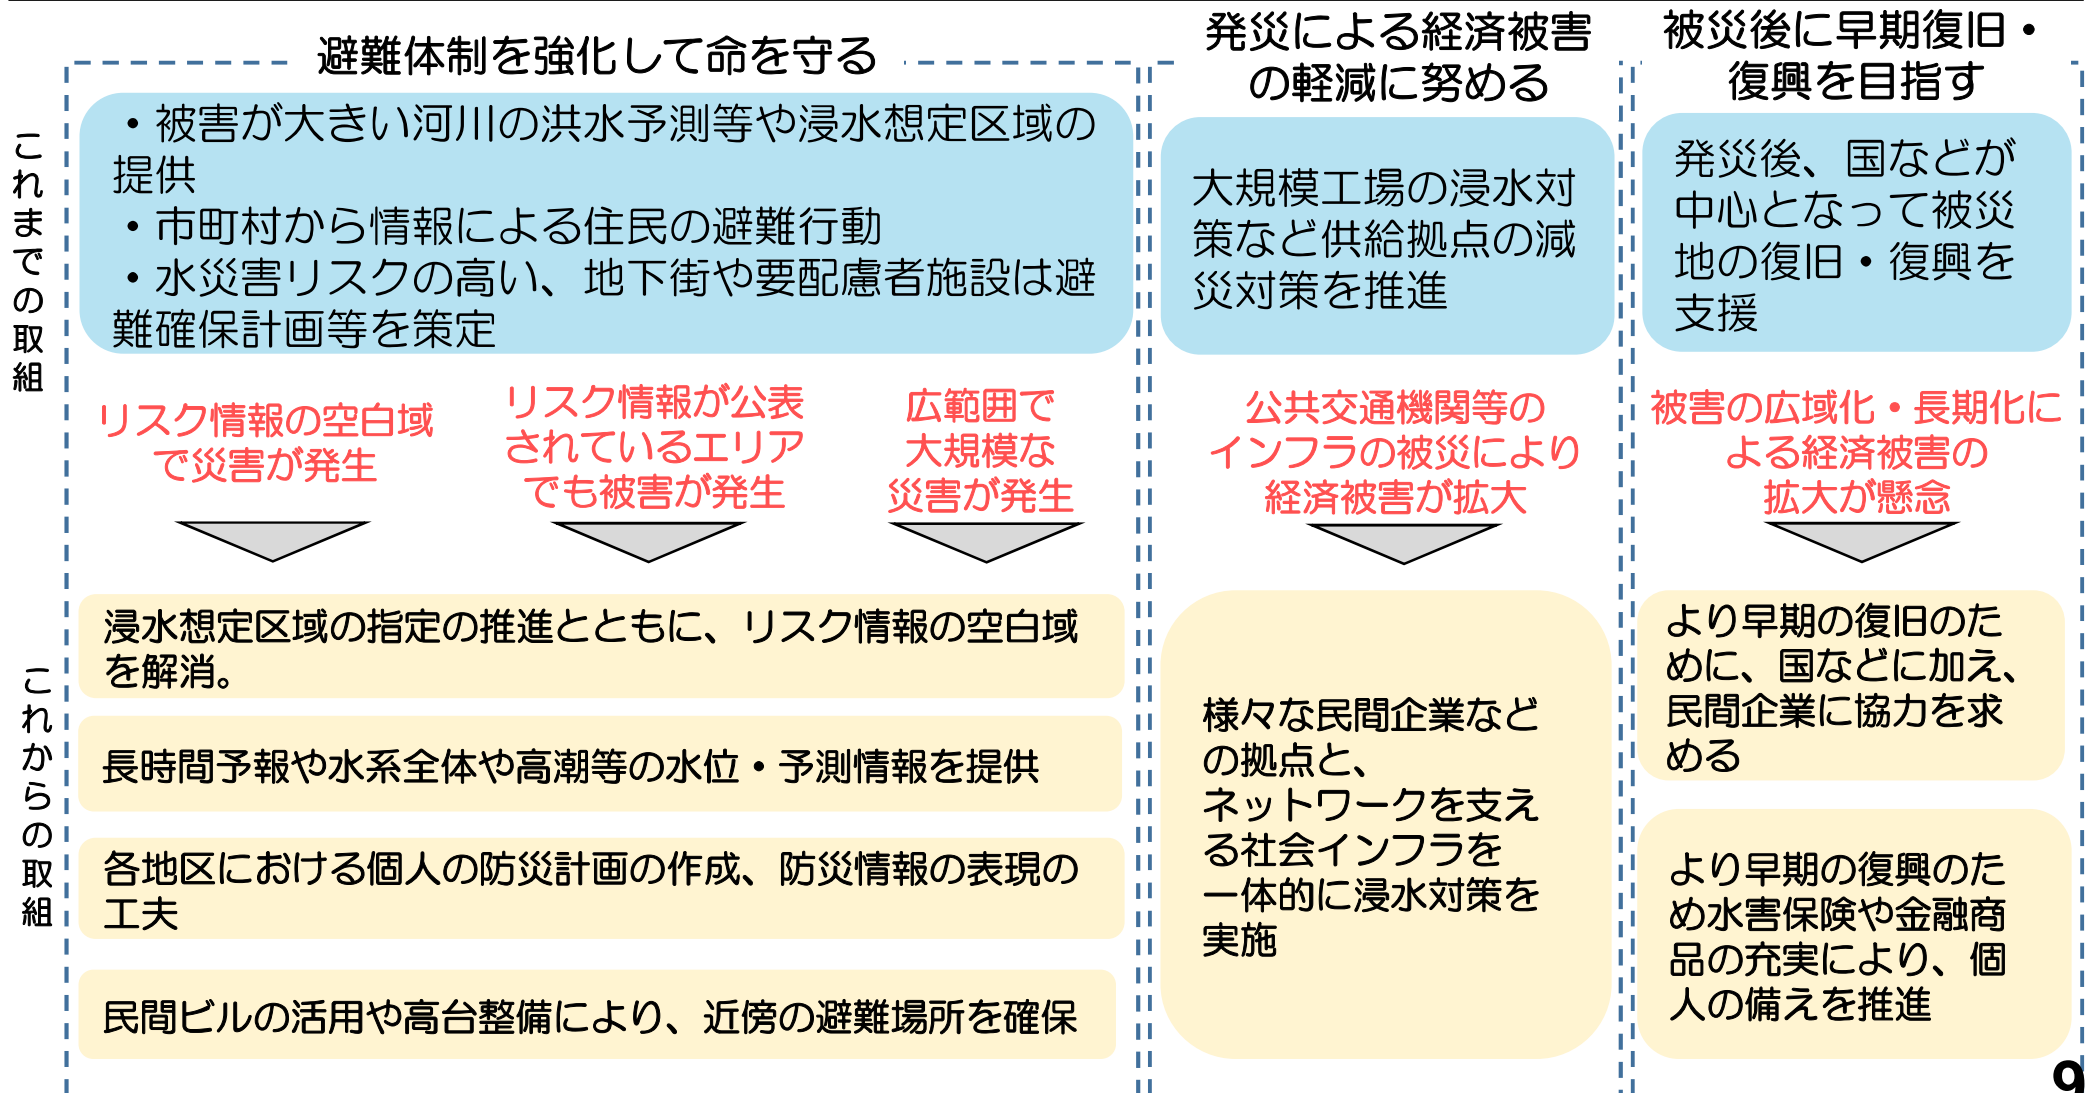 避難体制を強化して命を守る
発災による経済被害
の軽減に努める
被災後に早期復旧・
復興を目指す
これまでの取組
・被害が大きい河川の洪水予測等や浸水想定区域の
提供
・市町村から情報による住民の避難行動
・水災害リスクの高い、地下街や要配慮者施設は避
難確保計画等を策定
大規模工場の浸水対
策など供給拠点の減
災対策を推進
発災後、国などが
中心となって被災
地の復旧・復興を
支援
リスク情報の空白域
で災害が発生
リスク情報が公表
されているエリア
でも被害が発生
広範囲で
大規模な
災害が発生
公共交通機関等の
インフラの被災により
経済被害が拡大
被害の広域化・長期化に
よる経済被害の
拡大が懸念
これからの取組
浸水想定区域の指定の推進とともに、リスク情報の空白域
を解消。
長時間予報や水系全体や高潮等の水位・予測情報を提供
各地区における個人の防災計画の作成、防災情報の表現の
工夫
民間ビルの活用や高台整備により、近傍の避難場所を確保
様々な民間企業など
の拠点と、
ネットワークを支え
る社会インフラを
一体的に浸水対策を
実施
より早期の復旧のた
めに、国などに加え、
民間企業に協力を求
める
より早期の復興のた
め水害保険や金融商
品の充実により、個
人の備えを推進
9